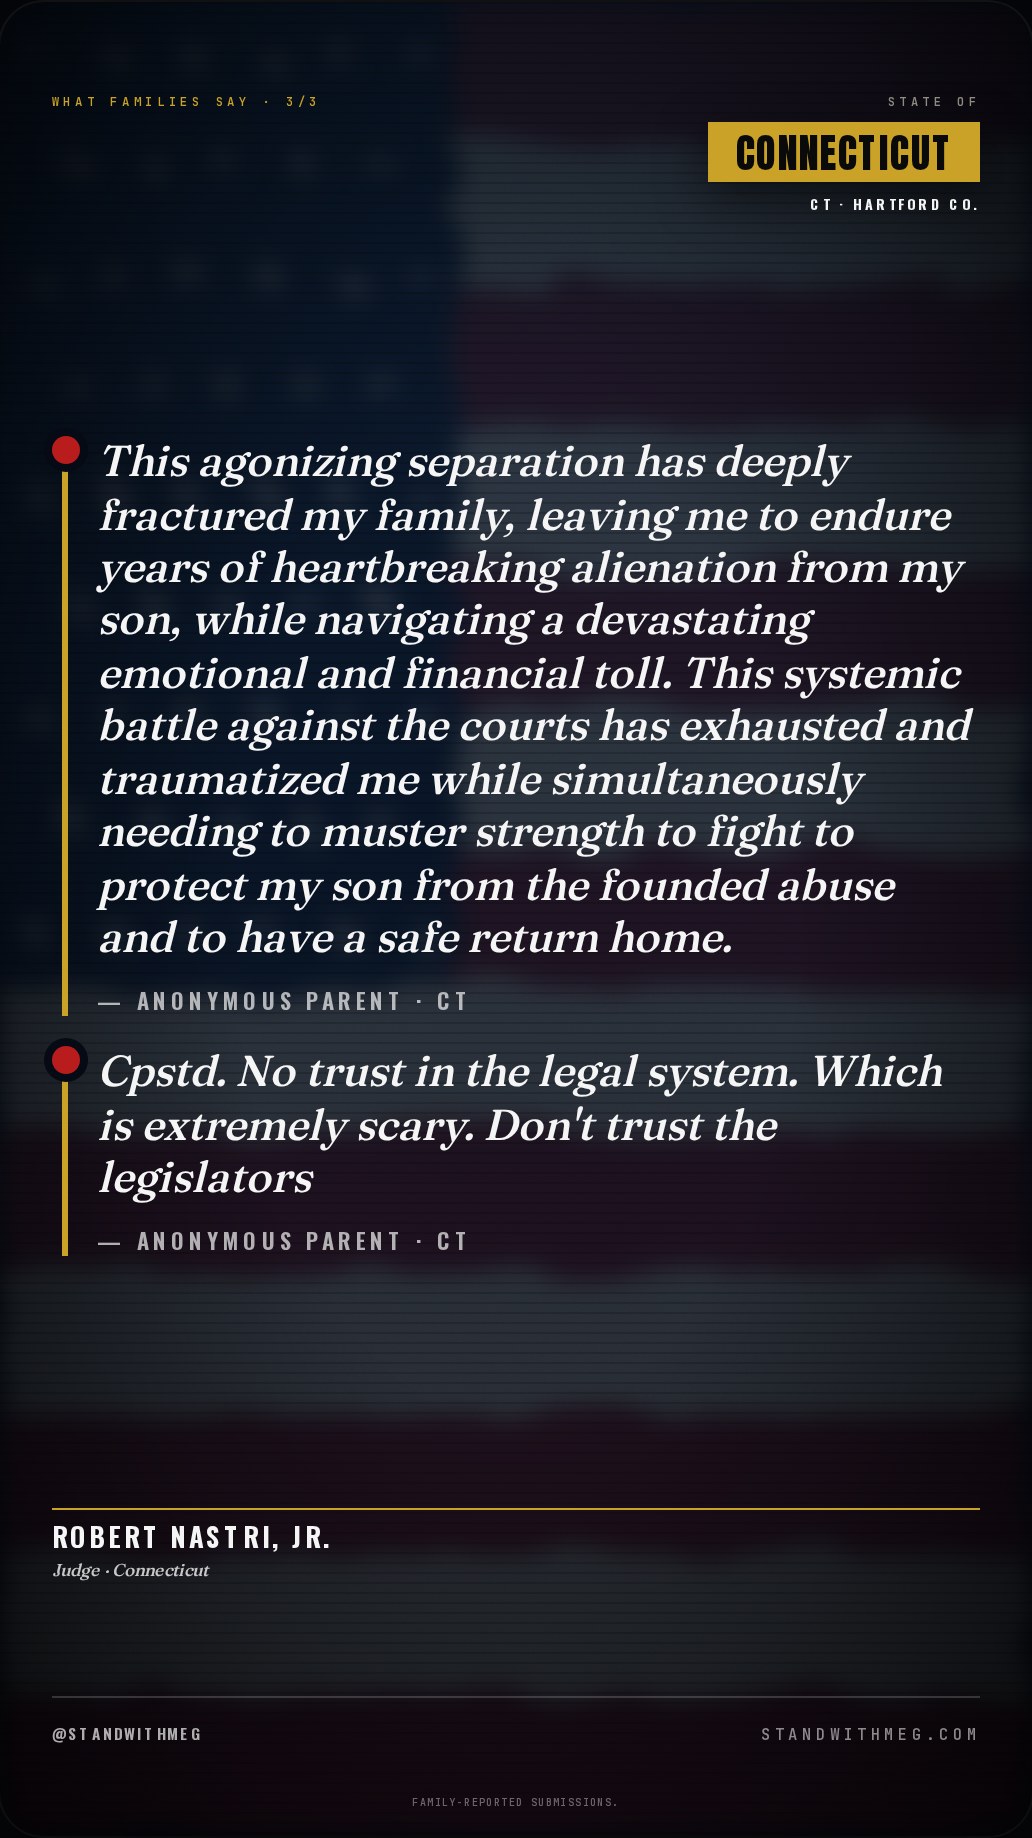 WHAT FAMILIES SAY · 3/3
STATE OF
CONNECTICUT
CT · HARTFORD CO.
This agonizing separation has deeply
fractured my family, leaving me to endure
years of heartbreaking alienation from my
son, while navigating a devastating
emotional and financial toll. This systemic
battle against the courts has exhausted and
traumatized me while simultaneously
needing to muster strength to fight to
protect my son from the founded abuse
and to have a safe return home.
— ANONYMOUS PARENT · CT
Cpstd. No trust in the legal system. Which
is extremely scary. Don't trust the
legislators
— ANONYMOUS PARENT · CT
ROBERT NASTRI, JR.
Judge · Connecticut
@STANDWITHMEG
STANDWITHMEG.COM
FAMILY-REPORTED SUBMISSIONS.